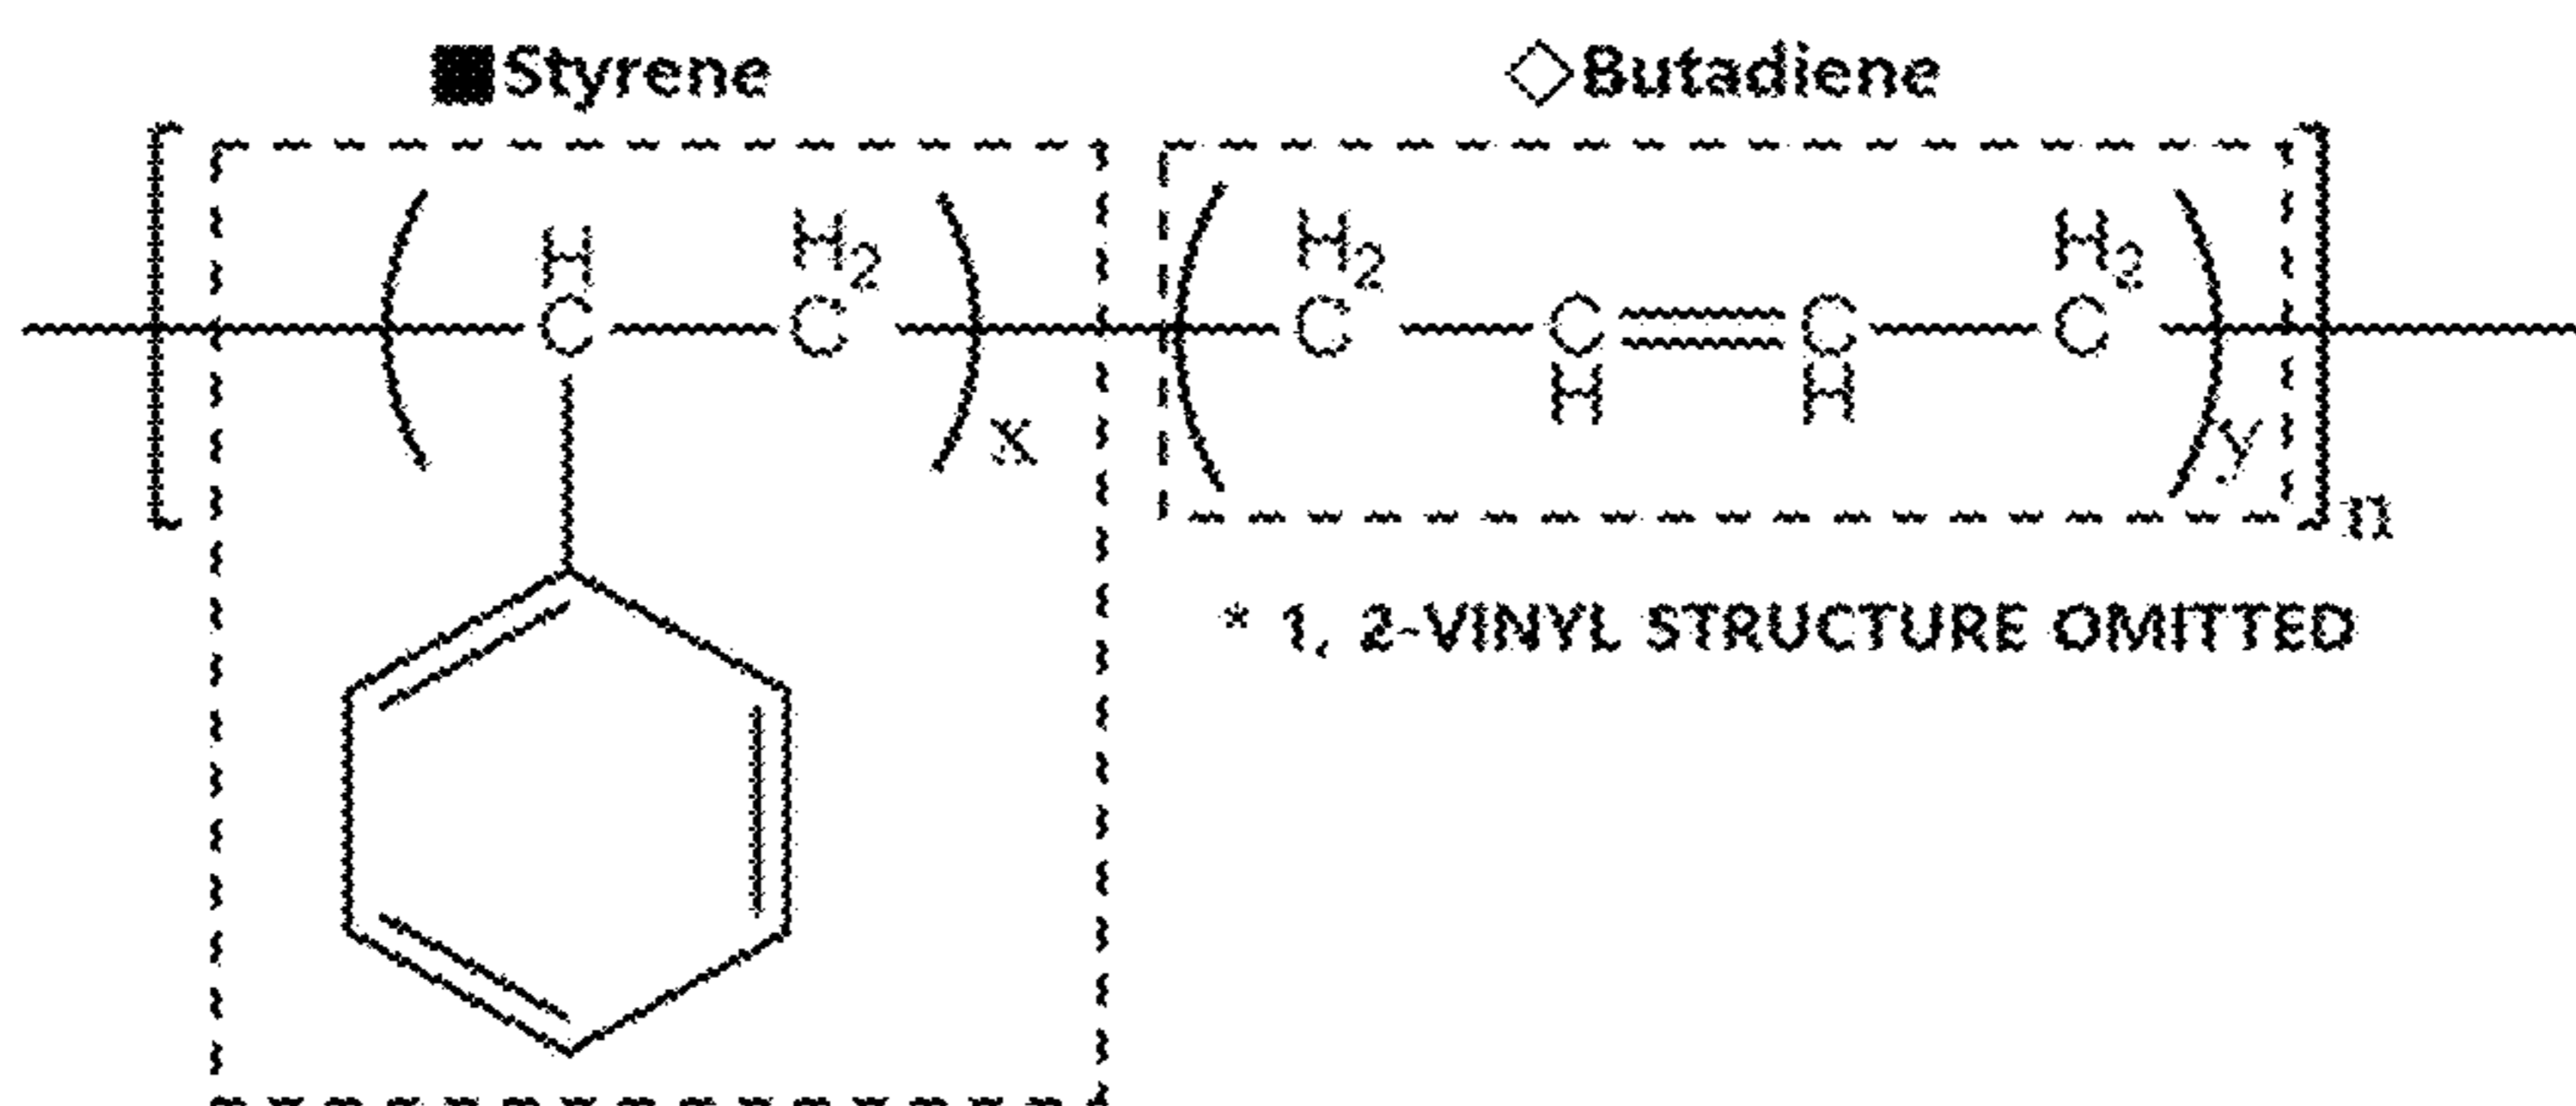 ■Styrene ◇Butadiene
H H2 H2 H2
C C C C C C
H H
x y
n
* 1, 2-VINYL STRUCTURE OMITTED